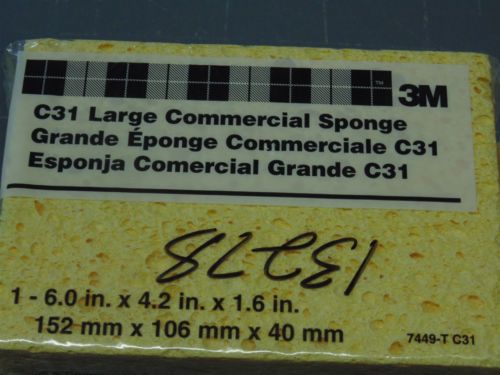 3M
C31 Large Commercial Sponge
Grande Éponge Commerciale C31
Esponja Comercial Grande C31
13278
1 - 6.0 in. x 4.2 in. x 1.6 in.
152 mm x 106 mm x 40 mm
7449-T C31